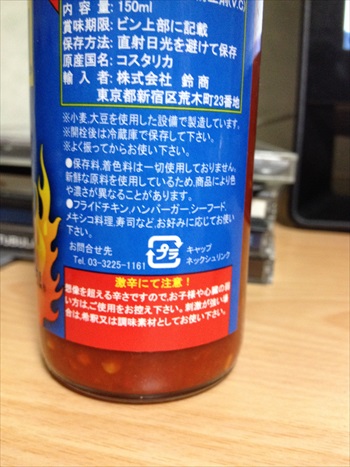 内容量: 150ml
賞味期限: ビン上部に記載
保存方法: 直射日光を避けて保存
原産国名: コスタリカ
輸入者: 株式会社 鈴商
東京都新宿区荒木町23番地
※小麦,大豆を使用した設備で製造しています。
※開栓後は冷蔵庫で保存して下さい。
※よく振ってからお使い下さい。
●保存料,着色料は一切使用しておりません。
新鮮な原料を使用しているため,商品により色
や濃さが異なることがあります。
●フライドチキン,ハンバーガー,シーフード,
メキシコ料理,寿司など,お好みに応じてお使い
下さい。
お問合せ先
Tel. 03-3225-1161
プラ
キャップ
ネックシュリンク
激辛にて注意!
想像を超える辛さですので,お子様や心臓の弱
い方は,ご使用をお控え下さい。刺激が強い場
合は,希釈又は調味素材としてお使い下さい。